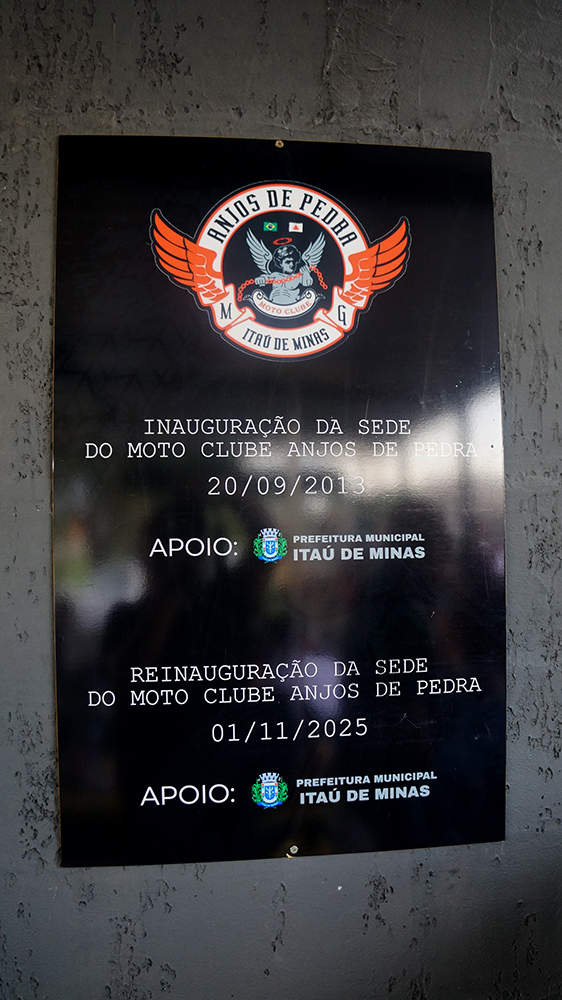 ANJOS DE PEDRA
MOTO CLUBE
M G
ITAÚ DE MINAS
INAUGURAÇÃO DA SEDE
DO MOTO CLUBE ANJOS DE PEDRA
20/09/2013
APOIO: PREFEITURA MUNICIPAL
ITAÚ DE MINAS
REINAUGURAÇÃO DA SEDE
DO MOTO CLUBE ANJOS DE PEDRA
01/11/2025
APOIO: PREFEITURA MUNICIPAL
ITAÚ DE MINAS